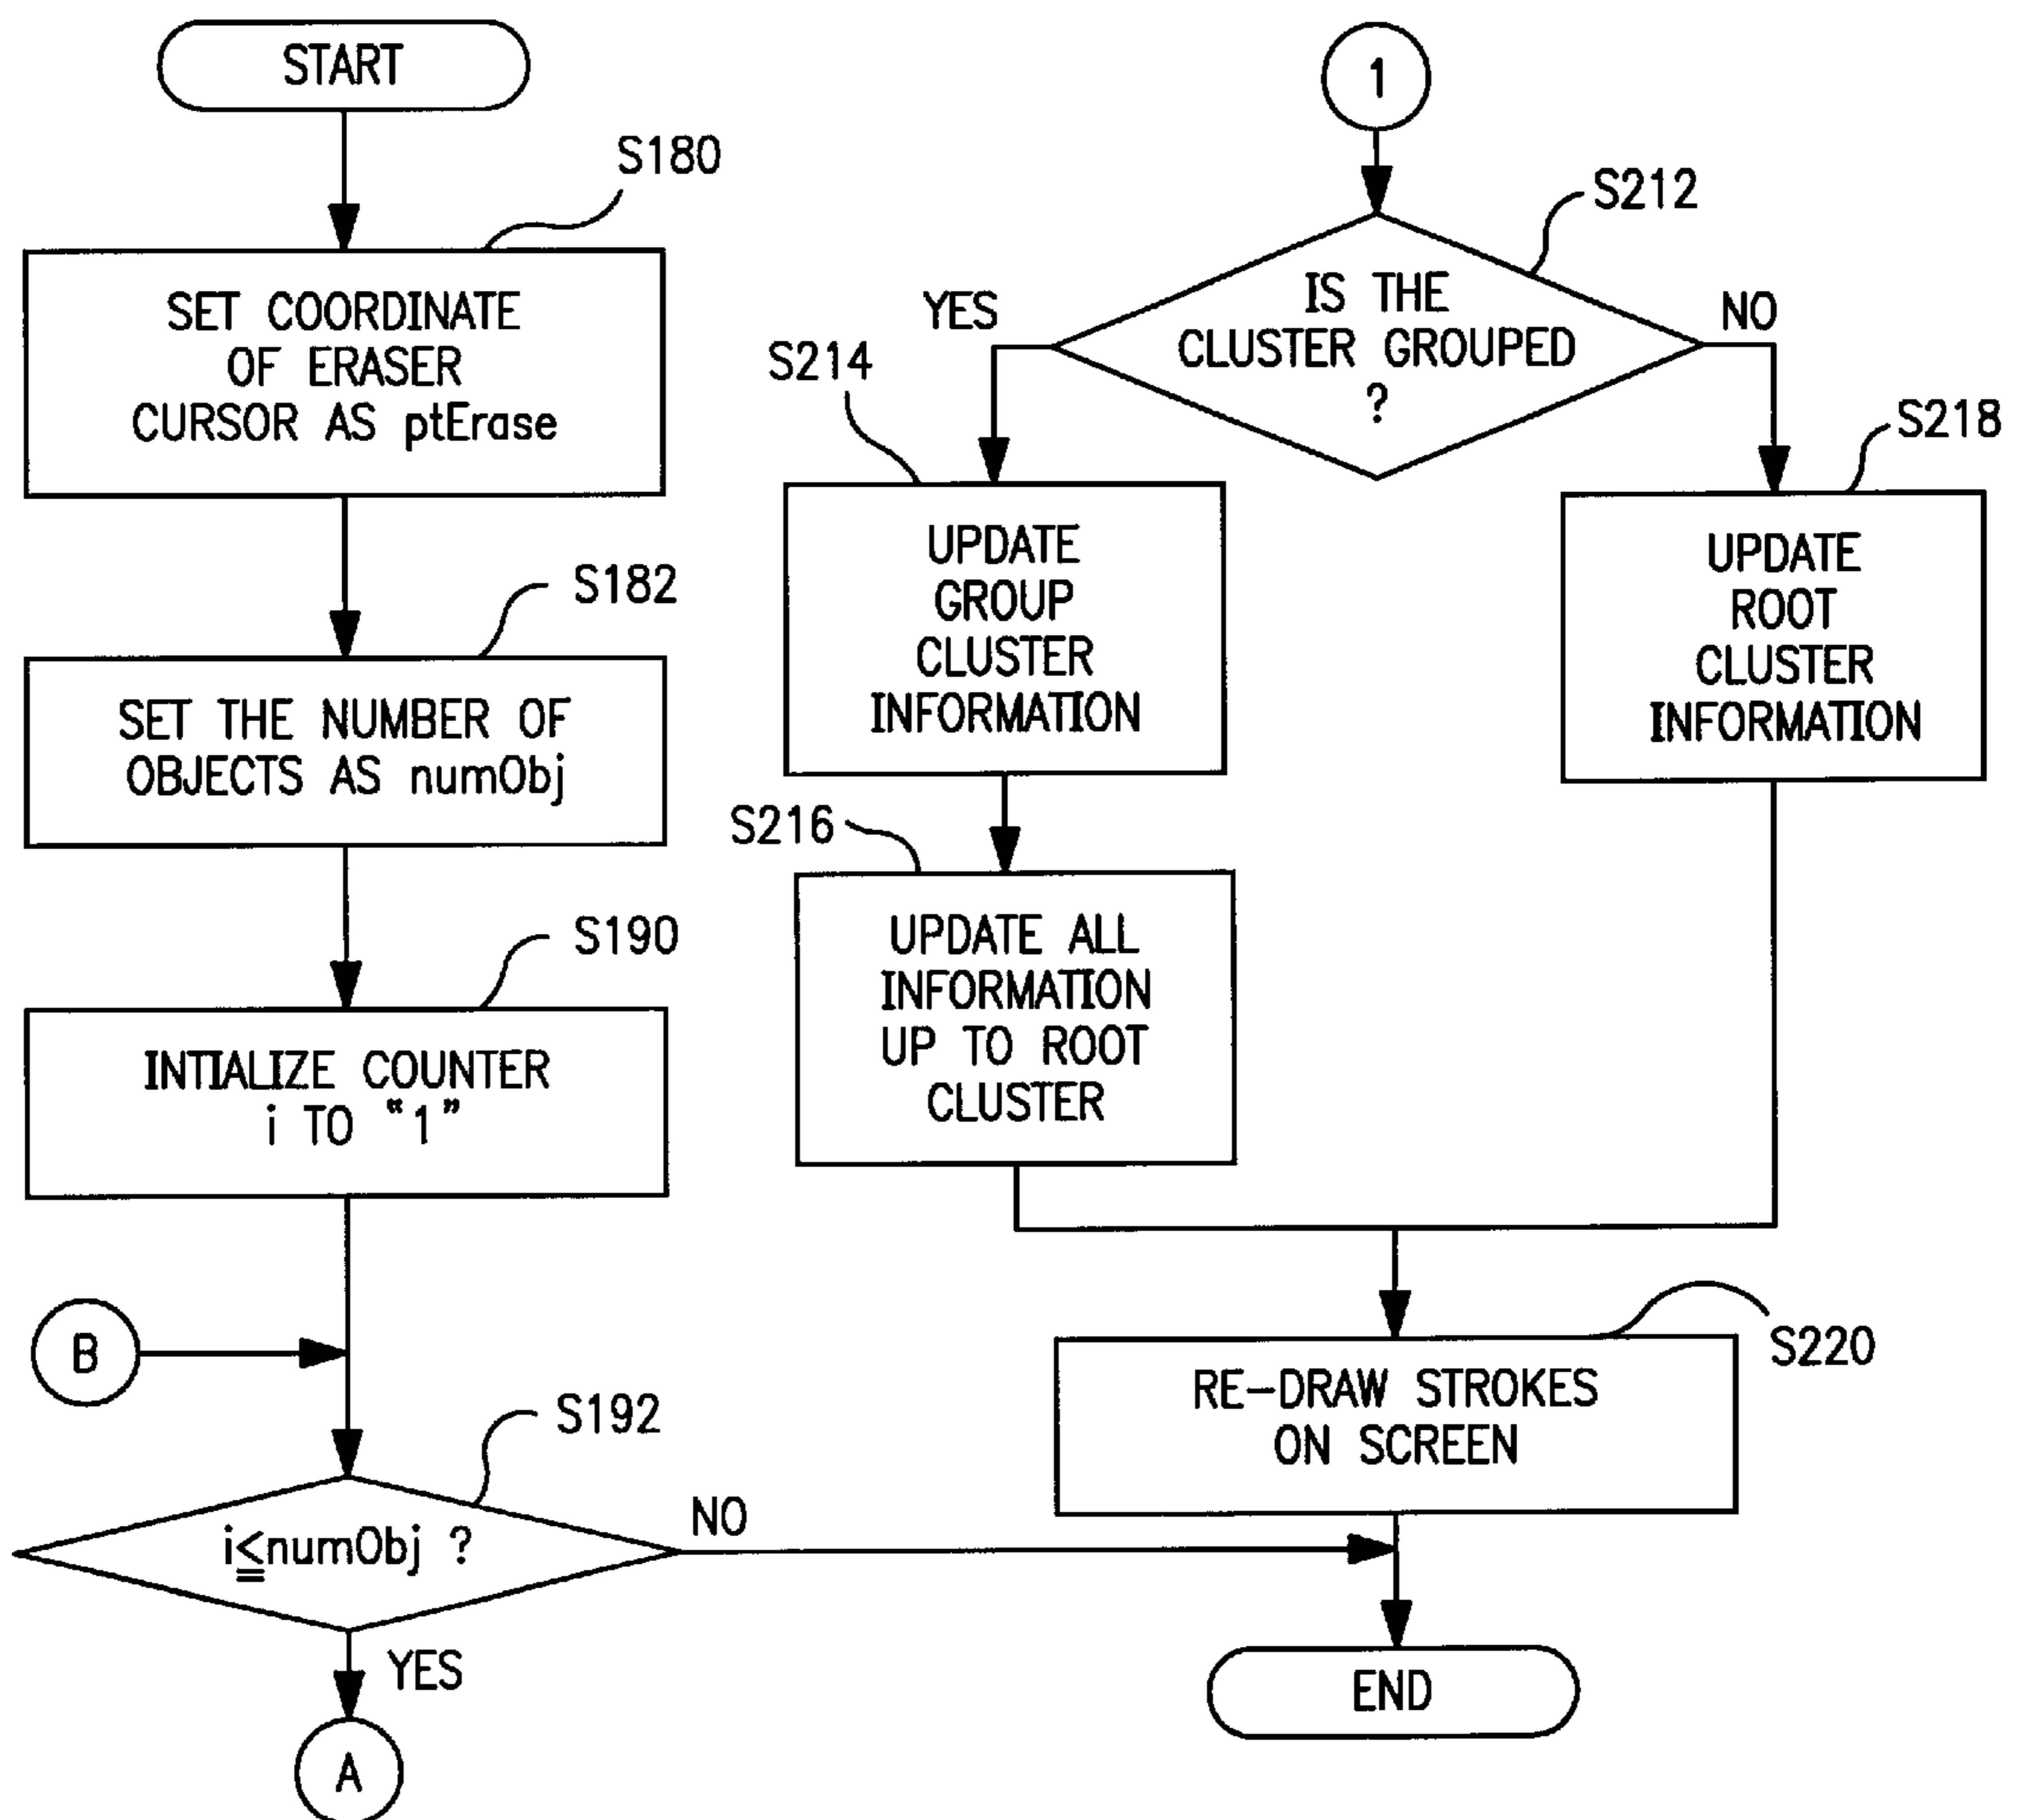 START
S180
SET COORDINATE
OF ERASER
CURSOR AS ptErase
S182
SET THE NUMBER OF
OBJECTS AS numObj
S190
INTIALIZE COUNTER
i TO “1”
B
S192
i≦numObj ?
NO
YES
A
1
S212
IS THE
CLUSTER GROUPED
?
YES
NO
S214
UPDATE
GROUP
CLUSTER
INFORMATION
S218
UPDATE
ROOT
CLUSTER
INFORMATION
S216
UPDATE ALL
INFORMATION
UP TO ROOT
CLUSTER
S220
RE-DRAW STROKES
ON SCREEN
END